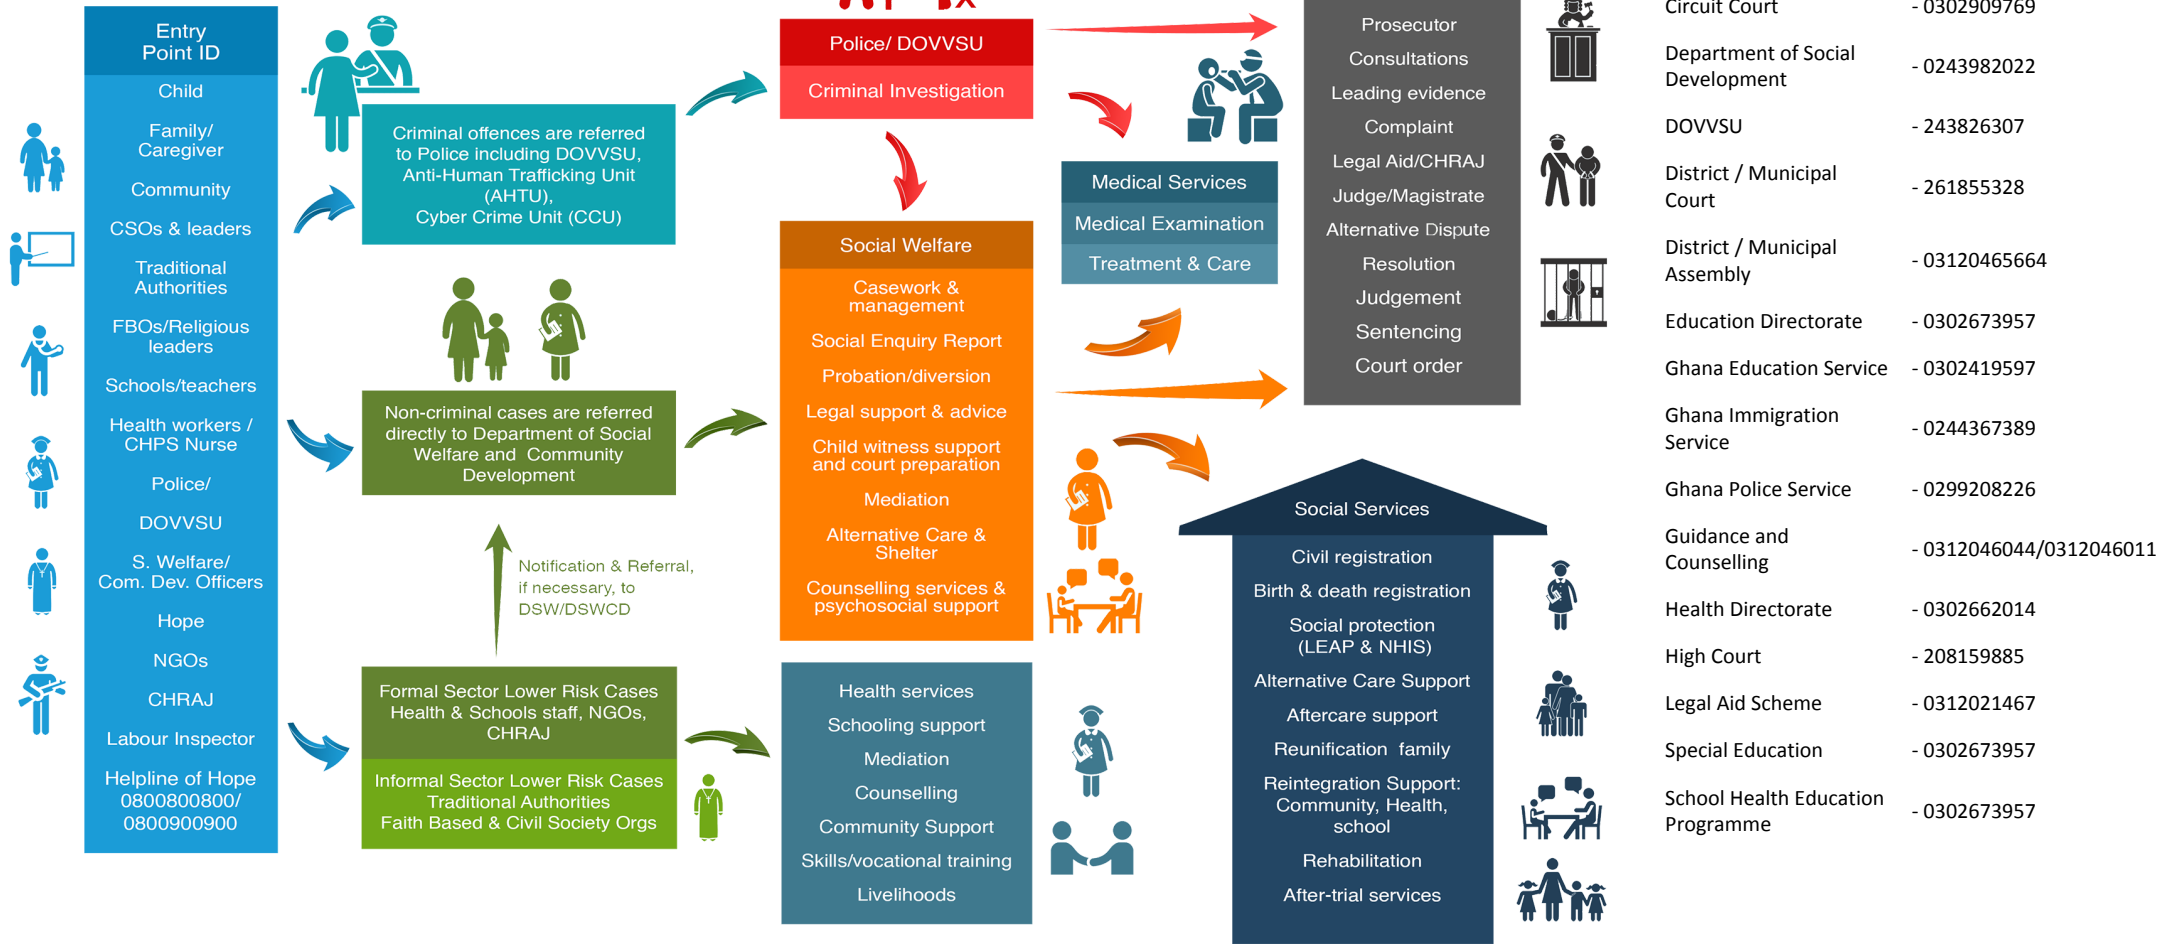 Entry
Point ID
Child
Family/
Caregiver
Community
CSOs & leaders
Traditional
Authorities
FBOs/Religious
leaders
Schools/teachers
Health workers /
CHPS Nurse
Police/
DOVVSU
S. Welfare/
Com. Dev. Officers
Hope
NGOs
CHRAJ
Labour Inspector
Helpline of Hope
0800800800/
0800900900
Criminal offences are referred
to Police including DOVVSU,
Anti-Human Trafficking Unit
(AHTU),
Cyber Crime Unit (CCU)
Non-criminal cases are referred
directly to Department of Social
Welfare and Community
Development
Notification & Referral,
if necessary, to
DSW/DSWCD
Formal Sector Lower Risk Cases
Health & Schools staff, NGOs,
CHRAJ
Informal Sector Lower Risk Cases
Traditional Authorities
Faith Based & Civil Society Orgs
Police/ DOVVSU
Criminal Investigation
Social Welfare
Casework &
management
Social Enquiry Report
Probation/diversion
Legal support & advice
Child witness support
and court preparation
Mediation
Alternative Care &
Shelter
Counselling services &
psychosocial support
Health services
Schooling support
Mediation
Counselling
Community Support
Skills/vocational training
Livelihoods
Medical Services
Medical Examination
Treatment & Care
Prosecutor
Consultations
Leading evidence
Complaint
Legal Aid/CHRAJ
Judge/Magistrate
Alternative Dispute
Resolution
Judgement
Sentencing
Court order
Social Services
Civil registration
Birth & death registration
Social protection
(LEAP & NHIS)
Alternative Care Support
Aftercare support
Reunification family
Reintegration Support:
Community, Health,
school
Rehabilitation
After-trial services
Circuit Court - 0302909769
Department of Social
Development - 0243982022
DOVVSU - 243826307
District / Municipal
Court - 261855328
District / Municipal
Assembly - 03120465664
Education Directorate - 0302673957
Ghana Education Service - 0302419597
Ghana Immigration
Service - 0244367389
Ghana Police Service - 0299208226
Guidance and
Counselling - 0312046044/0312046011
Health Directorate - 0302662014
High Court - 208159885
Legal Aid Scheme - 0312021467
Special Education - 0302673957
School Health Education
Programme - 0302673957